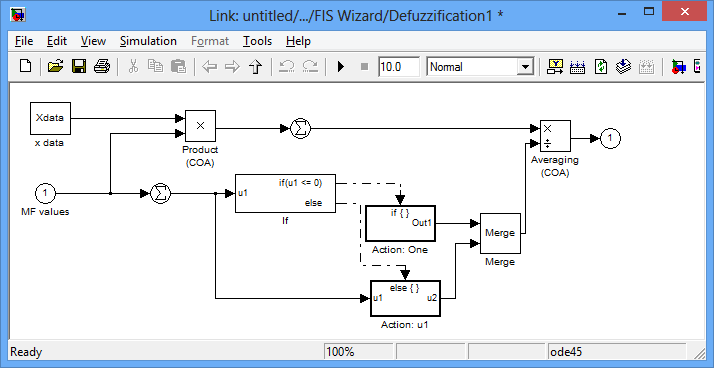 Link: untitled/.../FIS Wizard/Defuzzification1 *
File Edit View Simulation Format Tools Help
10.0 Normal
Xdata
x data
×
Product
(COA)
Σ
×
÷
Averaging
(COA)
1
1
MF values
Σ
u1
if(u1 <= 0)
else
If
if { }
Out1
Action: One
Merge
Merge
else { }
u1 u2
Action: u1
Ready 100% ode45